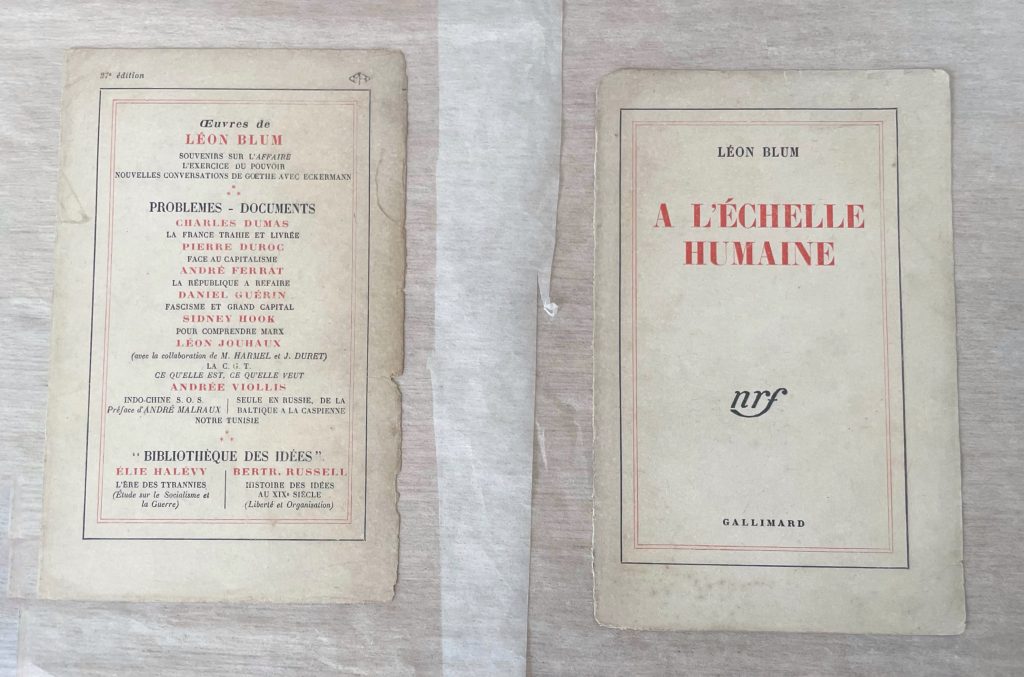 37e édition
Œuvres de
LÉON BLUM
SOUVENIRS SUR L'AFFAIRE
L'EXERCICE DU POUVOIR
NOUVELLES CONVERSATIONS DE GŒTHE AVEC ECKERMANN
PROBLEMES - DOCUMENTS
CHARLES DUMAS
LA FRANCE TRAHIE ET LIVRÉE
PIERRE DUROC
FACE AU CAPITALISME
ANDRÉ FERRAT
LA RÉPUBLIQUE A REFAIRE
DANIEL GUÉRIN
FASCISME ET GRAND CAPITAL
SIDNEY HOOK
POUR COMPRENDRE MARX
LÉON JOUHAUX
(avec la collaboration de M. HARMEL et J. DURET)
LA C. G. T.
CE QU'ELLE EST, CE QU'ELLE VEUT
ANDRÉE VIOLLIS
INDO-CHINE S. O. S.
Préface d'ANDRÉ MALRAUX
SEULE EN RUSSIE, DE LA
BALTIQUE A LA CASPIENNE
NOTRE TUNISIE
"BIBLIOTHÈQUE DES IDÉES"
ÉLIE HALÉVY
L'ÈRE DES TYRANNIES
(Étude sur le Socialisme et
la Guerre)
BERTR. RUSSELL
HISTOIRE DES IDÉES
AU XIXe SIÈCLE
(Liberté et Organisation)
LÉON BLUM
A L'ÉCHELLE
HUMAINE
nrf
GALLIMARD